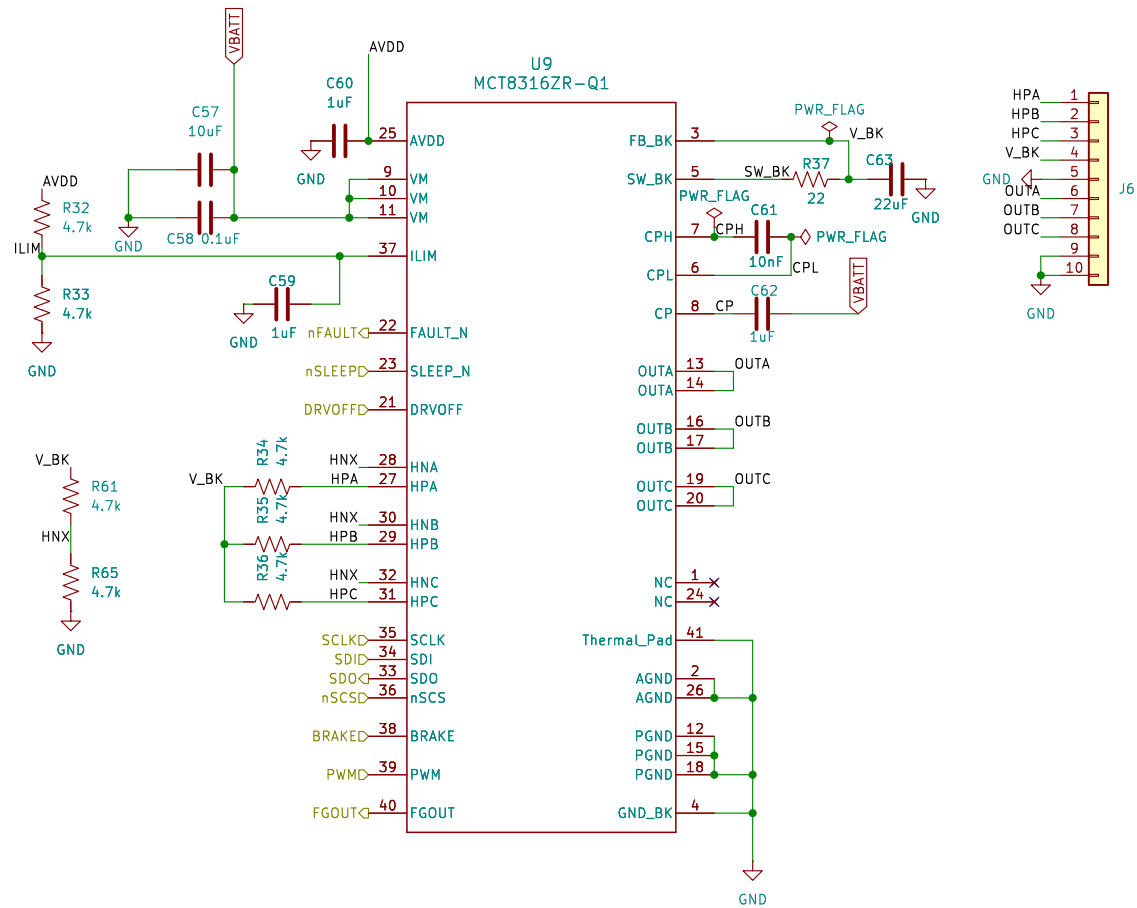 VBATT
AVDD
U9
MCT8316ZR-Q1
C60
1uF
C57
10uF
25
AVDD
GND
9
VM
10
VM
11
VM
C58
0.1uF
GND
AVDD
R32
4.7k
ILIM
37
ILIM
R33
4.7k
GND
C59
1uF
GND
nFAULT
22
FAULT_N
nSLEEP
23
SLEEP_N
DRVOFF
21
DRVOFF
V_BK
R61
4.7k
HNX
R65
4.7k
GND
V_BK
R34
4.7k
R35
4.7k
R36
4.7k
HNX
28
HNA
HPA
27
HPA
HNX
30
HNB
HPB
29
HPB
HNX
32
HNC
HPC
31
HPC
SCLK
35
SCLK
SDI
34
SDI
SDO
33
SDO
nSCS
36
nSCS
BRAKE
38
BRAKE
PWM
39
PWM
FGOUT
40
FGOUT
PWR_FLAG
FB_BK
3
V_BK
SW_BK
5
SW_BK
R37
22
C63
22uF
GND
PWR_FLAG
CPH
7
CPH
C61
10nF
PWR_FLAG
CPL
6
CPL
CP
8
CP
C62
1uF
VBATT
OUTA
13
OUTA
OUTA
14
OUTB
16
OUTB
OUTB
17
OUTC
19
OUTC
OUTC
20
NC
1
NC
24
Thermal_Pad
41
AGND
2
AGND
26
PGND
12
PGND
15
PGND
18
GND_BK
4
GND
HPA
1
HPB
2
HPC
3
V_BK
4
GND
5
OUTA
6
OUTB
7
OUTC
8
9
10
J6
GND